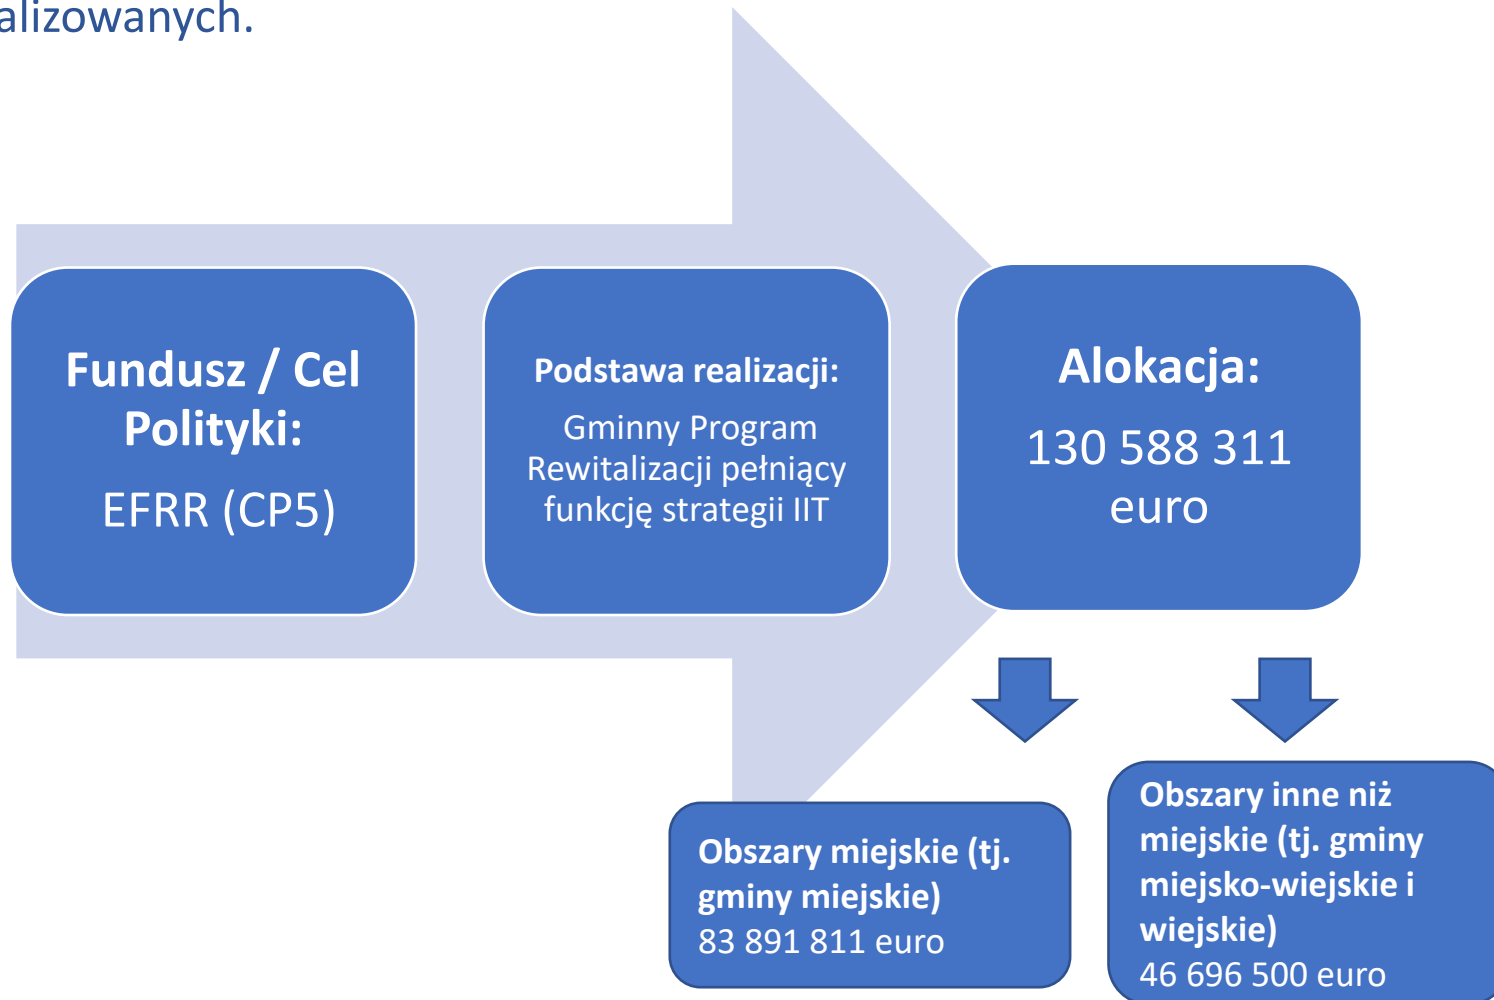 alizowanych.
Fundusz / Cel
Polityki:
EFRR (CP5)
Podstawa realizacji:
Gminny Program
Rewitalizacji pełniący
funkcję strategii IIT
Alokacja:
130 588 311
euro
Obszary miejskie (tj.
gminy miejskie)
83 891 811 euro
Obszary inne niż
miejskie (tj. gminy
miejsko-wiejskie i
wiejskie)
46 696 500 euro